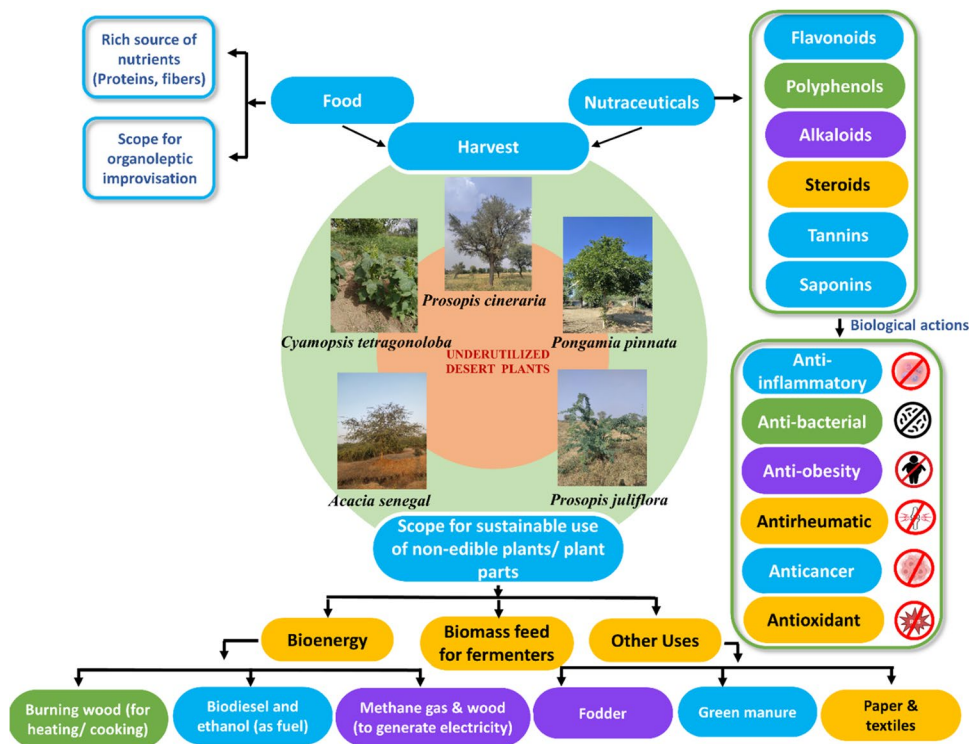 Rich source of
nutrients
(Proteins, fibers)
Scope for
organoleptic
improvisation
Food
Nutraceuticals
Harvest
Flavonoids
Polyphenols
Alkaloids
Steroids
Tannins
Saponins
Biological actions
Anti-
inflammatory
Anti-bacterial
Anti-obesity
Antirheumatic
Anticancer
Antioxidant
Prosopis cineraria
Cyamopsis tetragonoloba
Pongamia pinnata
UNDERUTILIZED
DESERT PLANTS
Acacia senegal
Prosopis juliflora
Scope for sustainable use
of non-edible plants/ plant
parts
Bioenergy
Biomass feed
for fermenters
Other Uses
Burning wood (for
heating/ cooking)
Biodiesel and
ethanol (as fuel)
Methane gas & wood
(to generate electricity)
Fodder
Green manure
Paper &
textiles